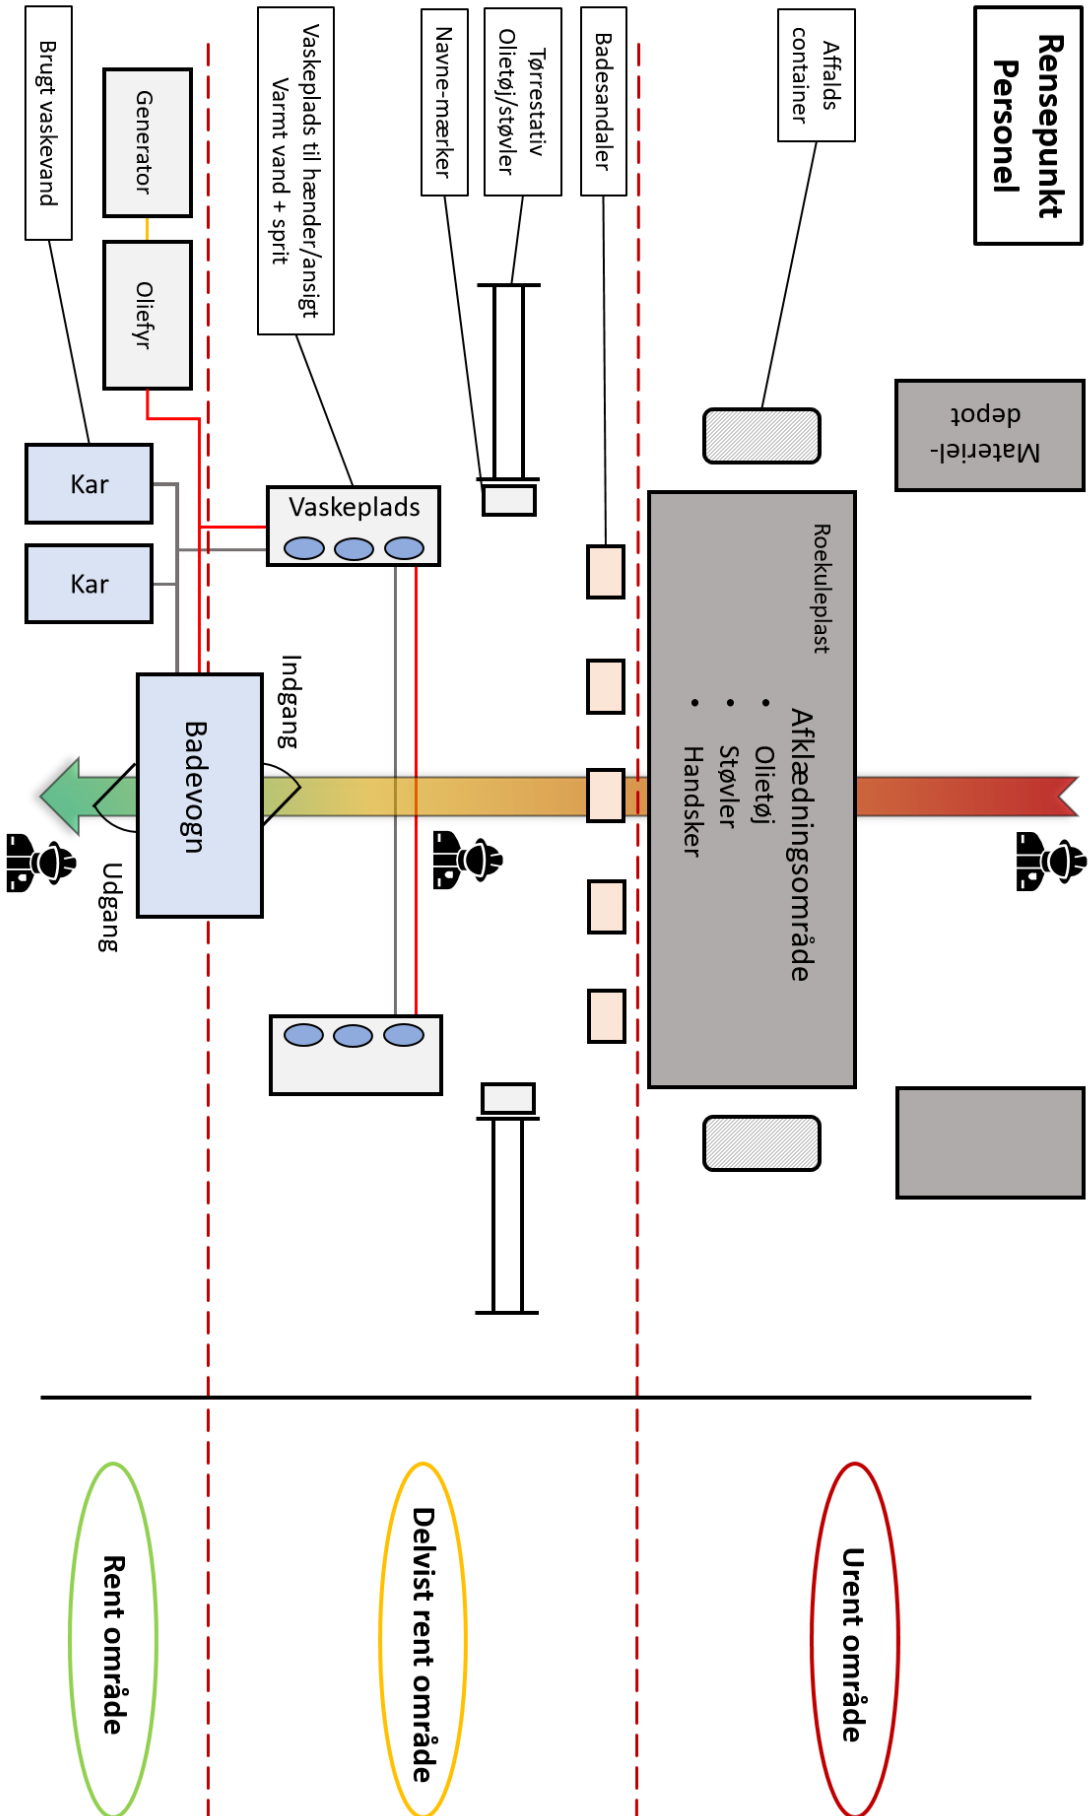 Rensepunkt
Personel
Affalds
container
Badesandaler
Tørrestativ
Olietøj/støvler
Navne-mærker
Vaskeplads til hænder/ansigt
Varmt vand + sprit
Generator
Oliefyr
Brugt vaskevand
Materiel-
depot
Roekuleplast
Afklædningsområde
• Olietøj
• Støvler
• Handsker
Vaskeplads
Kar
Kar
Indgang
Badevogn
Udgang
Urent område
Delvist rent område
Rent område